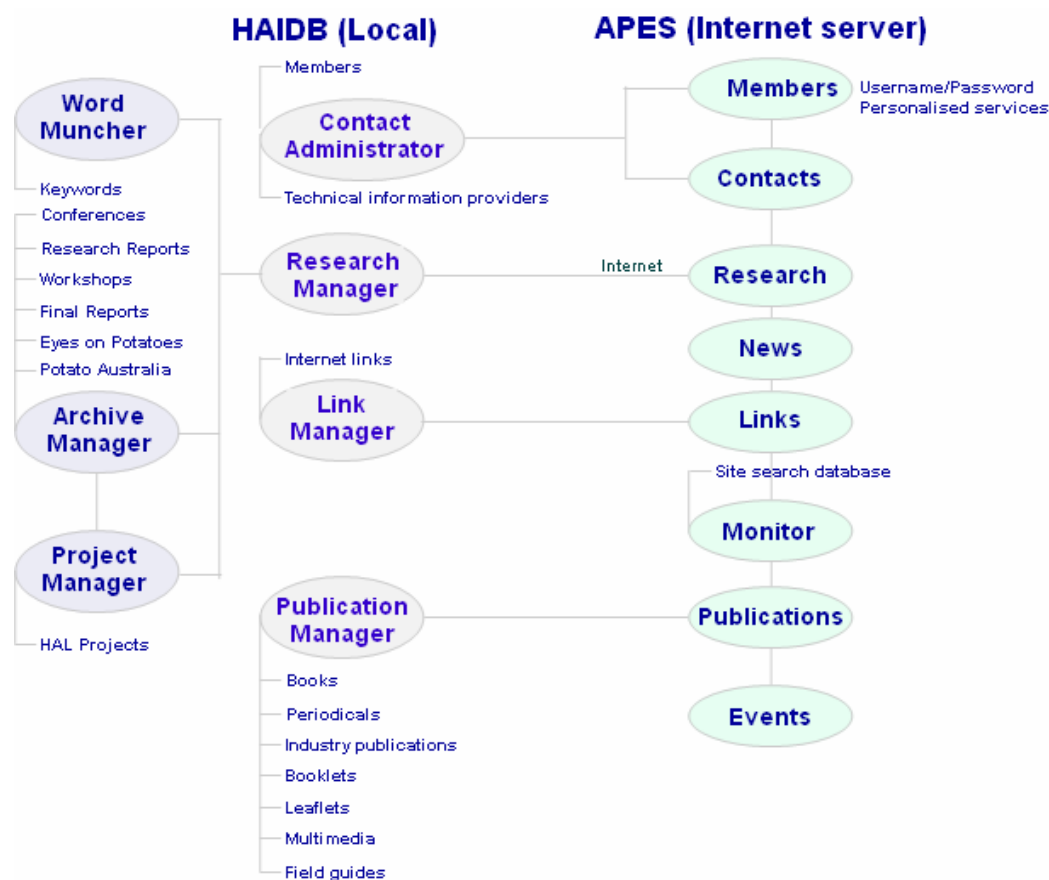 HAIDB (Local)
APES (Internet server)
Word
Muncher
Keywords
Conferences
Research Reports
Workshops
Final Reports
Eyes on Potatoes
Potato Australia
Archive
Manager
Project
Manager
HAL Projects
Members
Contact
Administrator
Technical information providers
Research
Manager
Internet
Internet links
Link
Manager
Publication
Manager
Books
Periodicals
Industry publications
Booklets
Leaflets
Multimedia
Field guides
Members
Username/Password
Personalised services
Contacts
Research
News
Links
Site search database
Monitor
Publications
Events